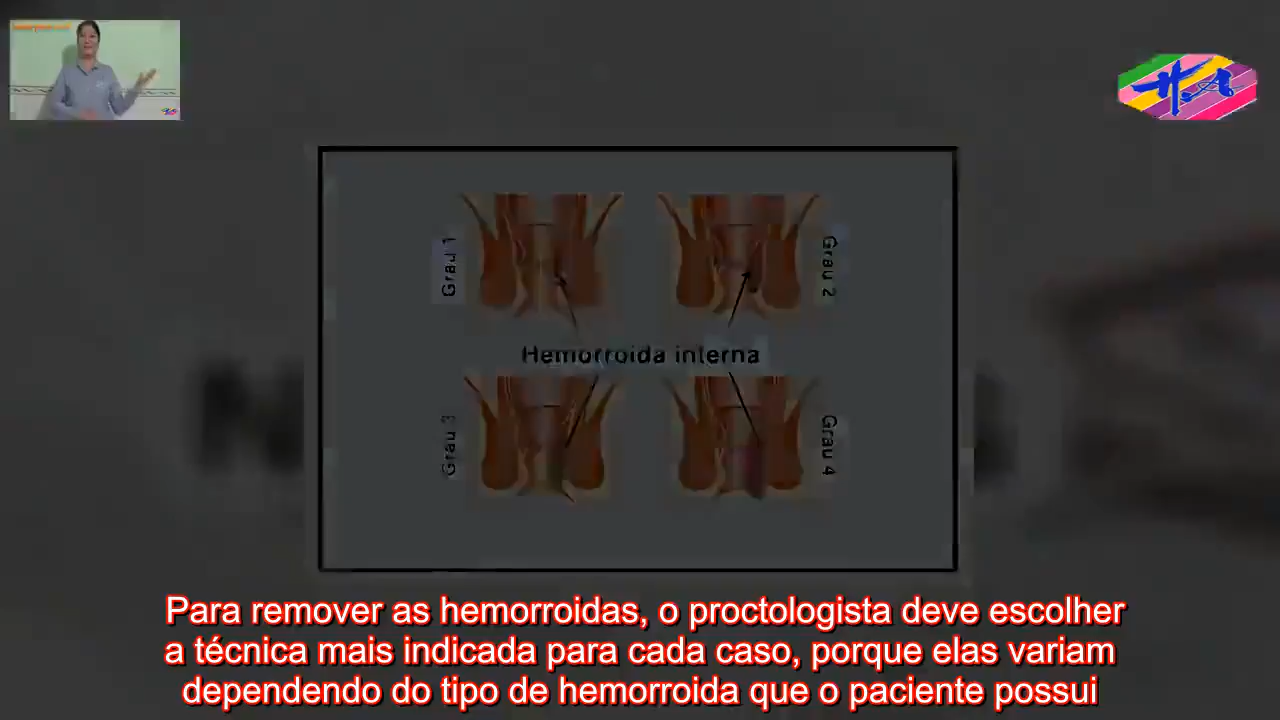 Grau 1
Grau 2
Hemorroida interna
Grau 3
Grau 4
Para remover as hemorroidas, o proctologista deve escolher
a técnica mais indicada para cada caso, porque elas variam
dependendo do tipo de hemorroida que o paciente possui